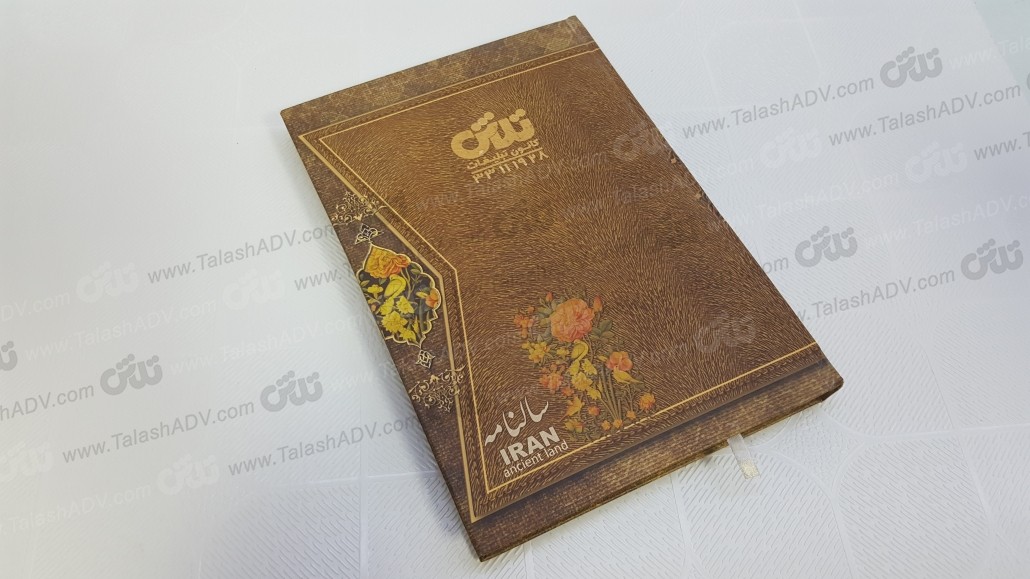 تلاش
کانون تبلیغات
۳۳۱۱۱۹۲۸
سالنامه
IRAN
ancient land
www.TalashADV.com